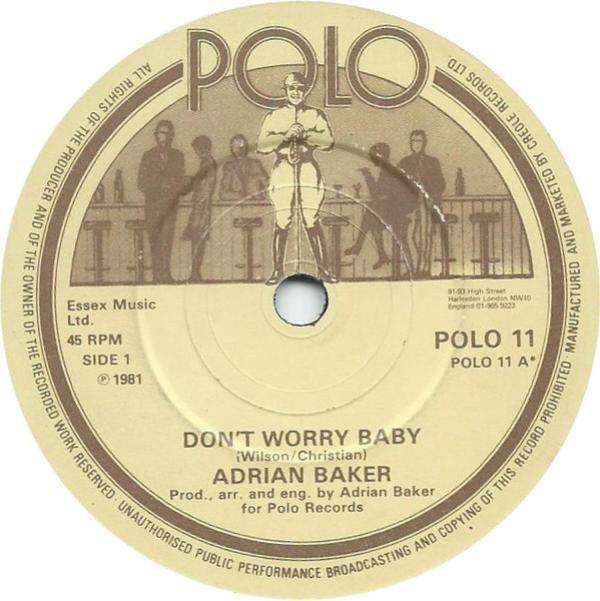 POLO
ALL RIGHTS OF THE PRODUCER AND OF THE OWNER OF THE RECORDED WORK RESERVED · UNAUTHORISED PUBLIC PERFORMANCE BROADCASTING AND COPYING OF THIS RECORD PROHIBITED · MANUFACTURED AND MARKETED BY CREOLE RECORDS LTD.
Essex Music
Ltd.
45 RPM
SIDE 1
℗ 1981
91-93 High Street
Harlesden London NW10
England 01-965 9223
POLO 11
POLO 11 A*
DON'T WORRY BABY
(Wilson/Christian)
ADRIAN BAKER
Prod., arr. and eng. by Adrian Baker
for Polo Records